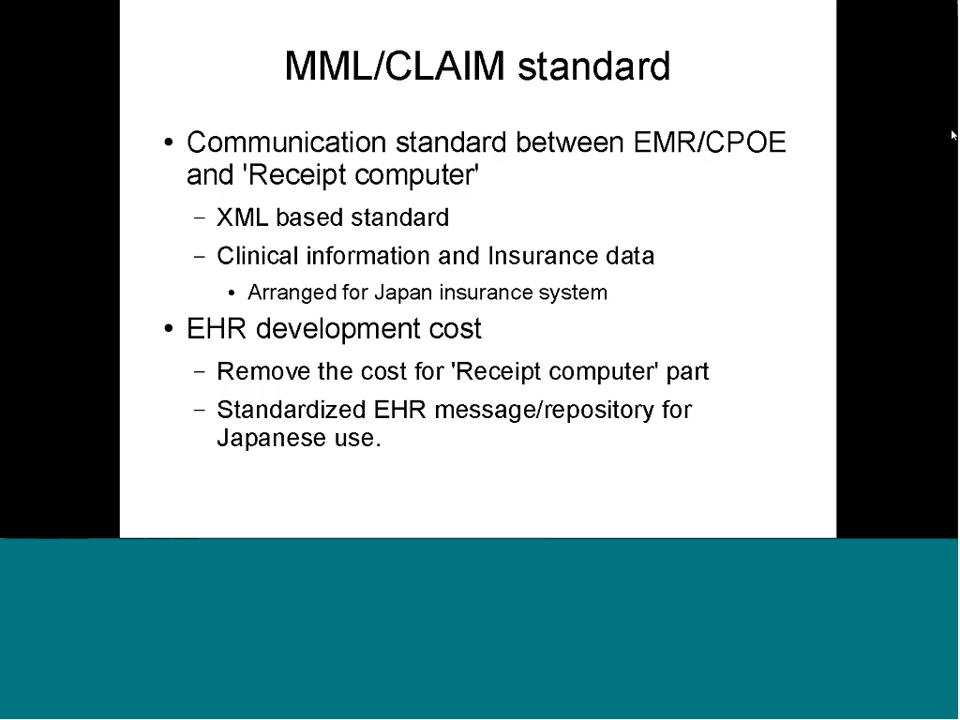 MML/CLAIM standard
• Communication standard between EMR/CPOE
and 'Receipt computer'
– XML based standard
– Clinical information and Insurance data
• Arranged for Japan insurance system
• EHR development cost
– Remove the cost for 'Receipt computer' part
– Standardized EHR message/repository for
Japanese use.